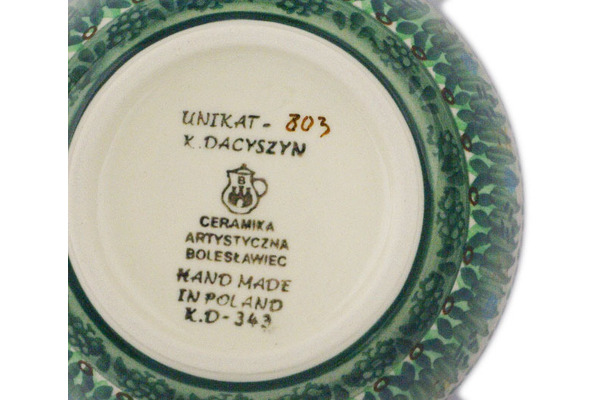 UNIKAT - 803
K. DACYSZYN
B
CERAMIKA
ARTYSTYCZNA
BOLESŁAWIEC
HAND MADE
IN POLAND
K.D-343